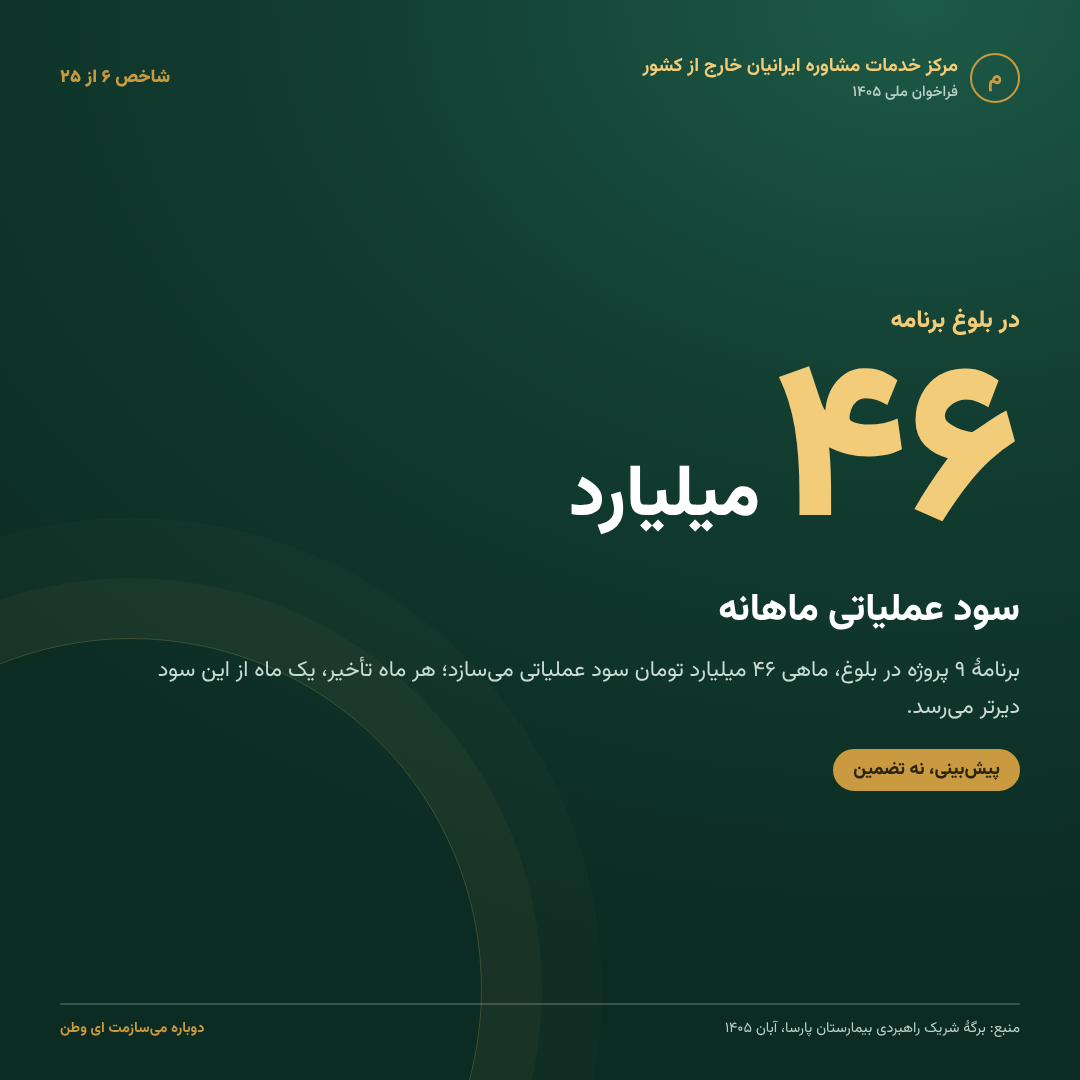 م
مرکز خدمات مشاوره ایرانیان خارج از کشور
فراخوان ملی ۱۴۰۵
شاخص ۶ از ۲۵
در بلوغ برنامه
۴۶ میلیارد
سود عملیاتی ماهانه
برنامهٔ ۹ پروژه در بلوغ، ماهی ۴۶ میلیارد تومان سود عملیاتی می‌سازد؛ هر ماه تأخیر، یک ماه از این سود
دیرتر می‌رسد.
پیش‌بینی، نه تضمین
منبع: برگهٔ شریک راهبردی بیمارستان پارسا، آبان ۱۴۰۵
دوباره می‌سازمت ای وطن